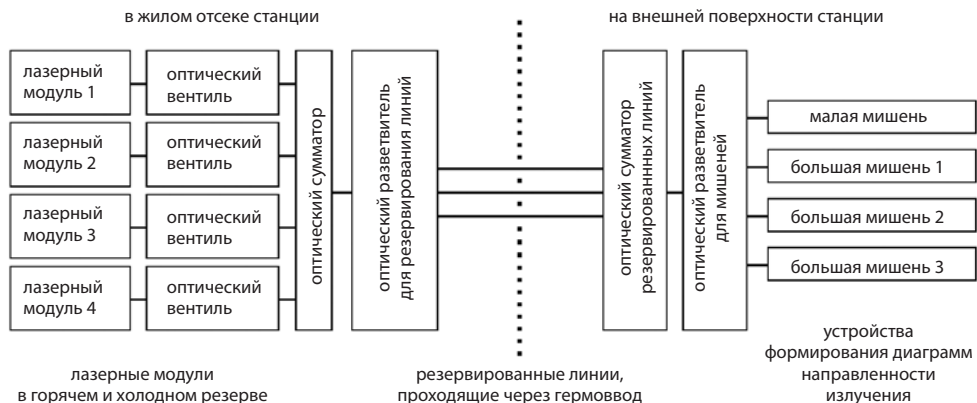 в жилом отсеке станции
на внешней поверхности станции
лазерный
модуль 1
оптический
вентиль
лазерный
модуль 2
оптический
вентиль
лазерный
модуль 3
оптический
вентиль
лазерный
модуль 4
оптический
вентиль
оптический сумматор
оптический разветвитель
для резервирования линий
оптический сумматор
резервированных линий
оптический разветвитель
для мишеней
малая мишень
большая мишень 1
большая мишень 2
большая мишень 3
лазерные модули
в горячем и холодном резерве
резервированные линии,
проходящие через гермоввод
устройства
формирования диаграмм
направленности
излучения